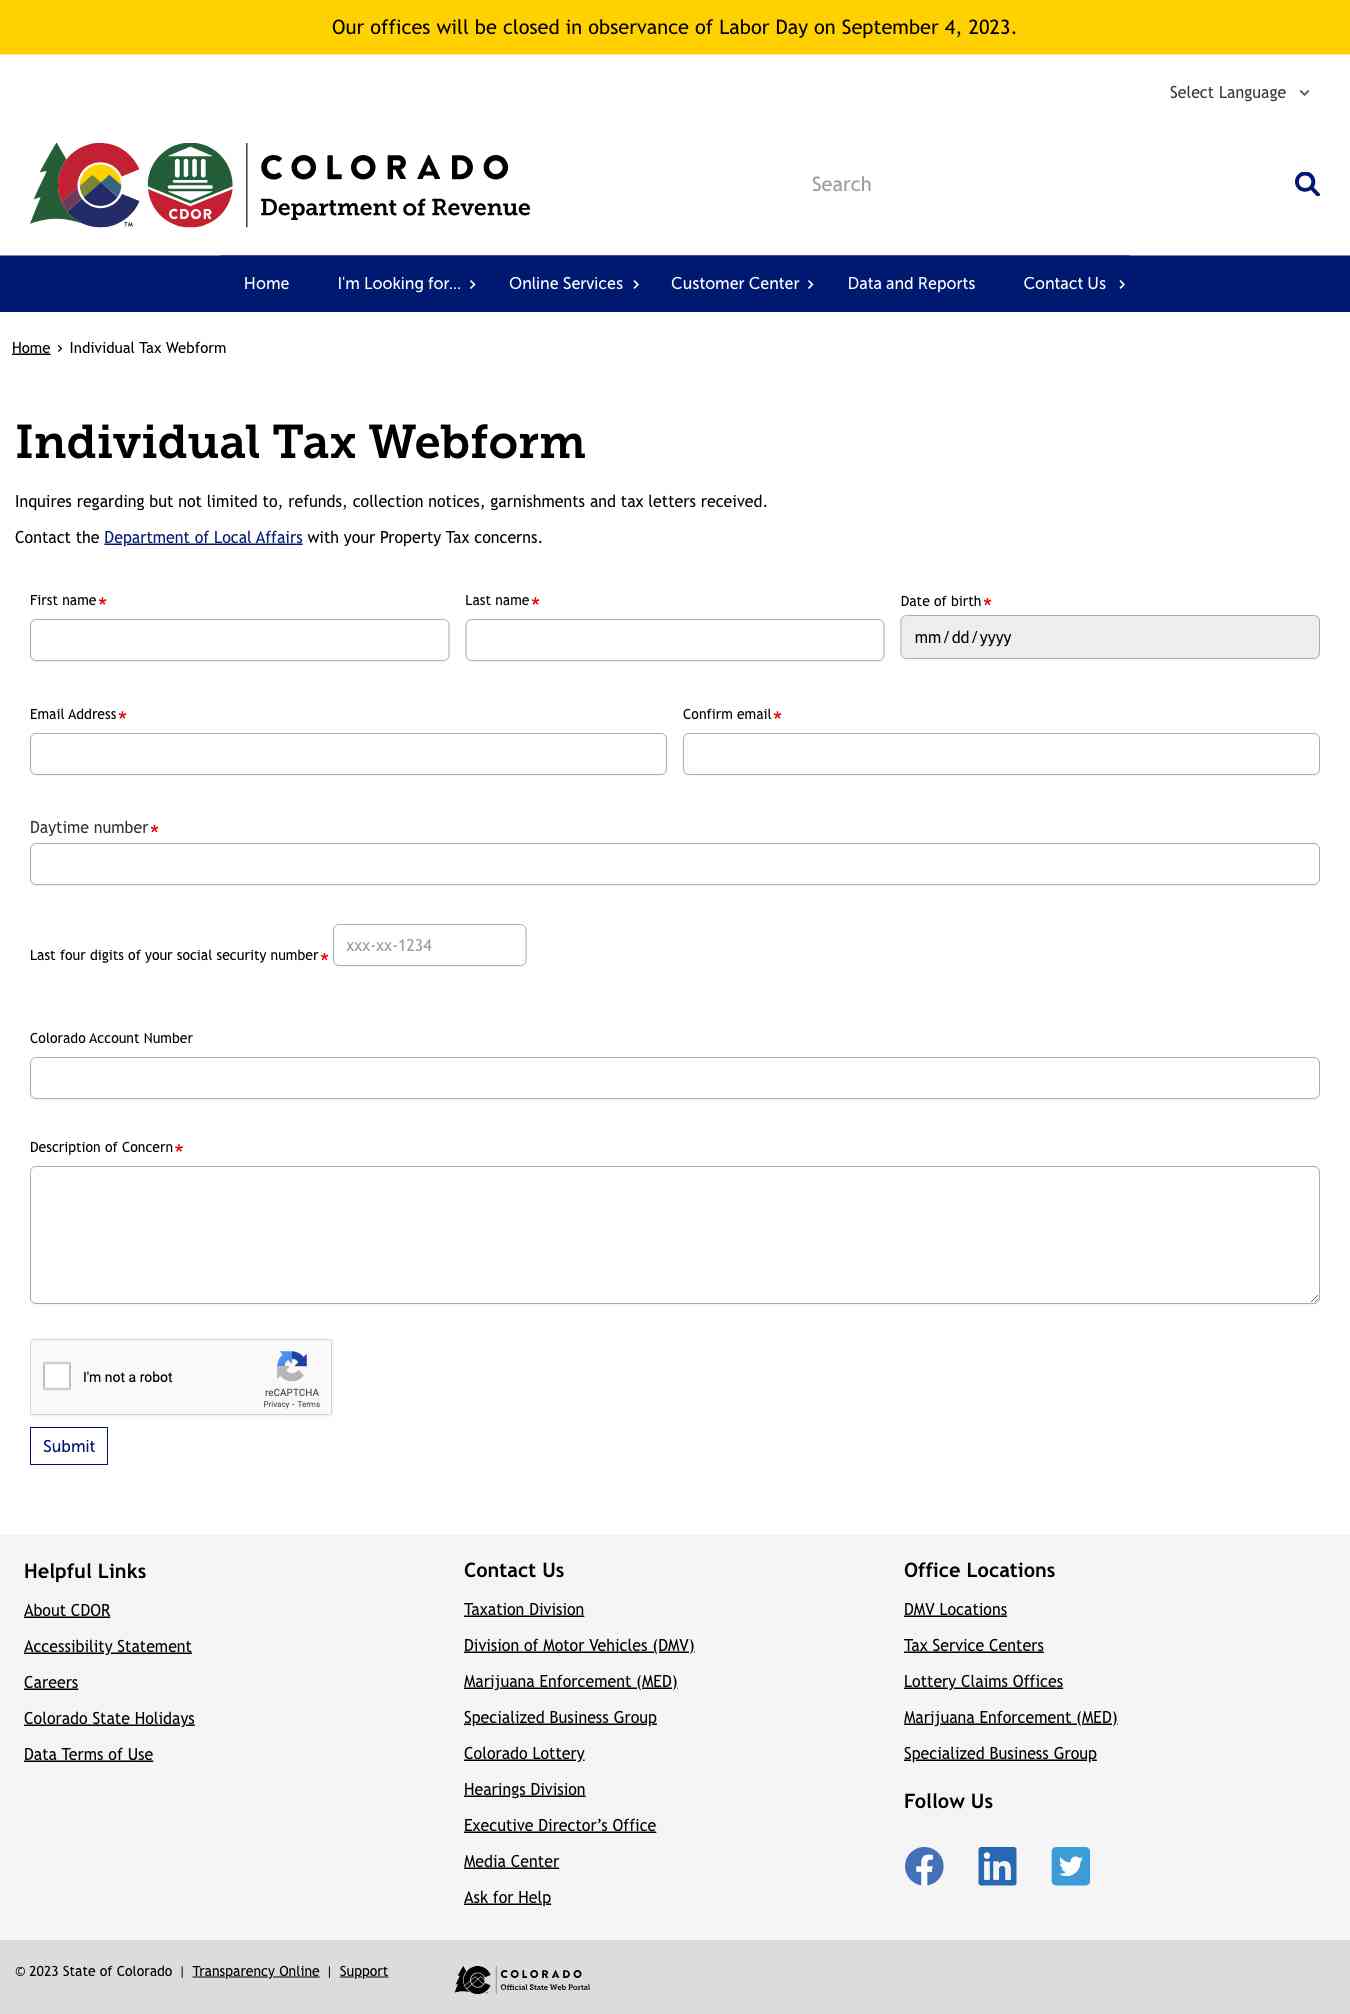 Our offices will be closed in observance of Labor Day on September 4, 2023.
Select Language
CDOR
TM
COLORADO
Department of Revenue
Search
Home I'm Looking for... Online Services Customer Center Data and Reports Contact Us
Home › Individual Tax Webform
Individual Tax Webform
Inquires regarding but not limited to, refunds, collection notices, garnishments and tax letters received.
Contact the Department of Local Affairs with your Property Tax concerns.
First name* Last name* Date of birth*
mm/dd/yyyy
Email Address* Confirm email*
Daytime number*
Last four digits of your social security number* xxx-xx-1234
Colorado Account Number
Description of Concern*
I'm not a robot
reCAPTCHA
Privacy - Terms
Submit
Helpful Links
About CDOR
Accessibility Statement
Careers
Colorado State Holidays
Data Terms of Use
Contact Us
Taxation Division
Division of Motor Vehicles (DMV)
Marijuana Enforcement (MED)
Specialized Business Group
Colorado Lottery
Hearings Division
Executive Director’s Office
Media Center
Ask for Help
Office Locations
DMV Locations
Tax Service Centers
Lottery Claims Offices
Marijuana Enforcement (MED)
Specialized Business Group
Follow Us
© 2023 State of Colorado | Transparency Online | Support
COLORADO
Official State Web Portal